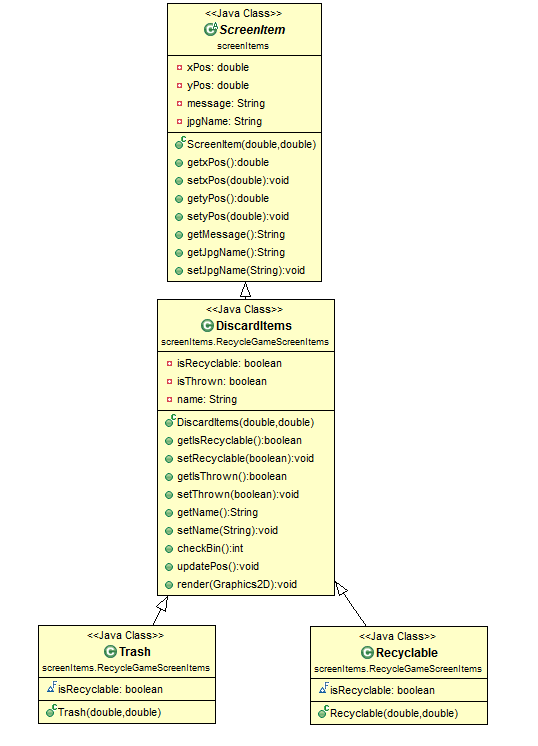 <<Java Class>>
ScreenItem
screenItems
xPos: double
yPos: double
message: String
jpgName: String
ScreenItem(double,double)
getxPos():double
setxPos(double):void
getyPos():double
setyPos(double):void
getMessage():String
getJpgName():String
setJpgName(String):void
<<Java Class>>
DiscardItems
screenItems.RecycleGameScreenItems
isRecyclable: boolean
isThrown: boolean
name: String
DiscardItems(double,double)
getIsRecyclable():boolean
setRecyclable(boolean):void
getIsThrown():boolean
setThrown(boolean):void
getName():String
setName(String):void
checkBin():int
updatePos():void
render(Graphics2D):void
<<Java Class>>
Trash
screenItems.RecycleGameScreenItems
isRecyclable: boolean
Trash(double,double)
<<Java Class>>
Recyclable
screenItems.RecycleGameScreenItems
isRecyclable: boolean
Recyclable(double,double)